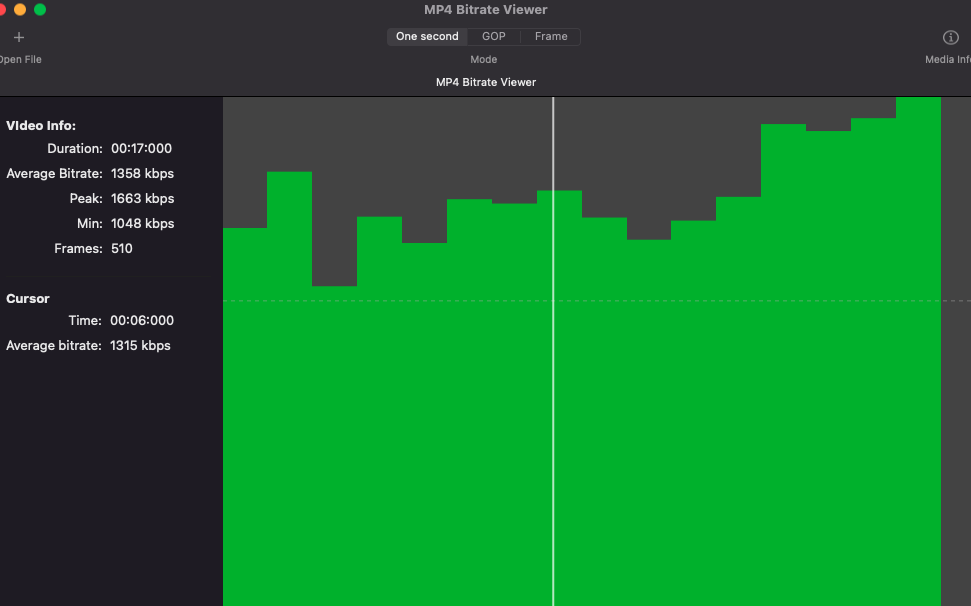 MP4 Bitrate Viewer
One second GOP Frame
Open File Mode Media Info
MP4 Bitrate Viewer
VIdeo Info:
Duration: 00:17:000
Average Bitrate: 1358 kbps
Peak: 1663 kbps
Min: 1048 kbps
Frames: 510
Cursor
Time: 00:06:000
Average bitrate: 1315 kbps